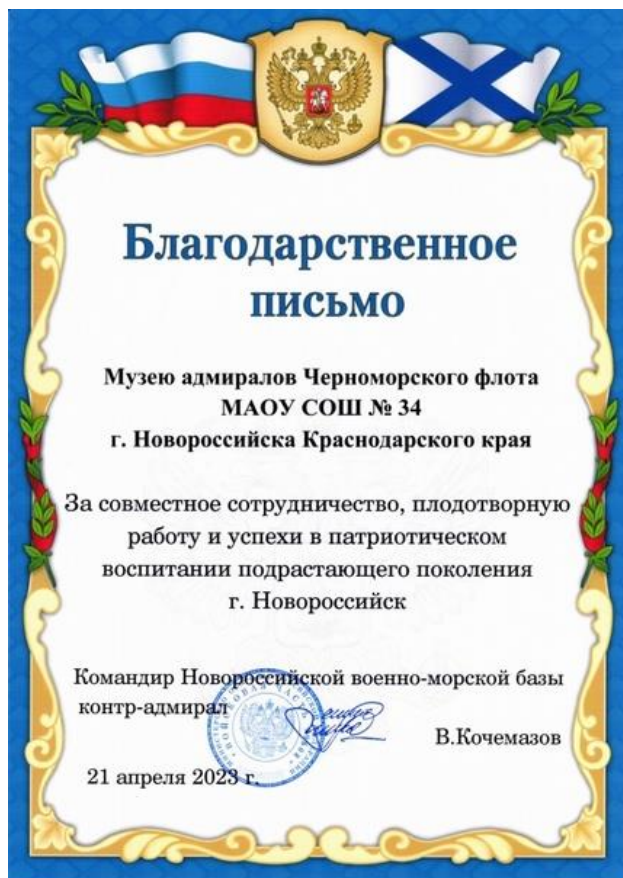 Благодарственное
письмо
Музею адмиралов Черноморского флота
МАОУ СОШ № 34
г. Новороссийска Краснодарского края
За совместное сотрудничество, плодотворную
работу и успехи в патриотическом
воспитании подрастающего поколения
г. Новороссийск
Командир Новороссийской военно-морской базы
контр-адмирал
В.Кочемазов
21 апреля 2023 г.